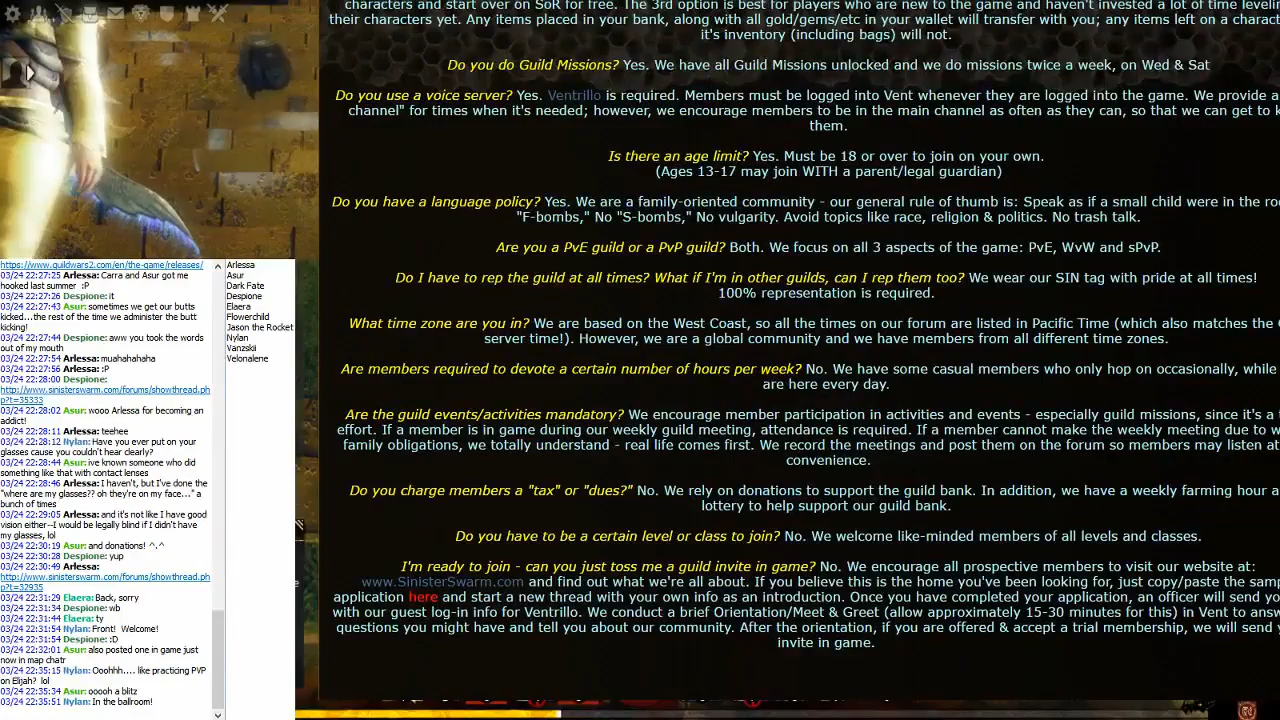 characters and start over on SoR for free. The 3rd option is best for players who are new to the game and haven't invested a lot of time
their characters yet. Any items placed in your bank, along with all gold/gems/etc in your wallet will transfer with you; any items left on a
it's inventory (including bags) will not.
Do you do Guild Missions? Yes. We have all Guild Missions unlocked and we do missions twice a week, on Wed & Sat
Do you use a voice server? Yes. Ventrillo is required. Members must be logged into Vent whenever they are logged into the game. We provide a
channel" for times when it's needed; however, we encourage members to be in the main channel as often as they can, so that we can get to
them.
Is there an age limit? Yes. Must be 18 or over to join on your own.
(Ages 13-17 may join WITH a parent/legal guardian)
Do you have a language policy? Yes. We are a family-oriented community - our general rule of thumb is: Speak as if a small child were in the
"F-bombs," No "S-bombs," No vulgarity. Avoid topics like race, religion & politics. No trash talk.
Are you a PvE guild or a PvP guild? Both. We focus on all 3 aspects of the game: PvE, WvW and sPvP.
Do I have to rep the guild at all times? What if I'm in other guilds, can I rep them too? We wear our SIN tag with pride at all times!
100% representation is required.
What time zone are you in? We are based on the West Coast, so all the times on our forum are listed in Pacific Time (which also matches the
server time!). However, we are a global community and we have members from all different time zones.
Are members required to devote a certain number of hours per week? No. We have some casual members who only hop on occasionally, while
are here every day.
Are the guild events/activities mandatory? We encourage member participation in activities and events - especially guild missions, since it's a
effort. If a member is in game during our weekly guild meeting, attendance is required. If a member cannot make the weekly meeting due to
family obligations, we totally understand - real life comes first. We record the meetings and post them on the forum so members may listen at
convenience.
Do you charge members a "tax" or "dues?" No. We rely on donations to support the guild bank. In addition, we have a weekly farming hour
lottery to help support our guild bank.
Do you have to be a certain level or class to join? No. We welcome like-minded members of all levels and classes.
I'm ready to join - can you just toss me a guild invite in game? No. We encourage all prospective members to visit our website at:
www.SinisterSwarm.com and find out what we're all about. If you believe this is the home you've been looking for, just copy/paste the
application here and start a new thread with your own info as an introduction. Once you have completed your application, an officer will send
with our guest log-in info for Ventrillo. We conduct a brief Orientation/Meet & Greet (allow approximately 15-30 minutes for this) in Vent to
questions you might have and tell you about our community. After the orientation, if you are offered & accept a trial membership, we will send
invite in game.
https://www.guildwars2.com/en/the-game/releases/
03/24 22:27:25 Arlessa: Carra and Asur got me
hooked last summer :P
03/24 22:27:26 Despione: it
03/24 22:27:43 Asur: sometimes we get our butts
kicked...the rest of the time we administer the butt
kicking!
03/24 22:27:44 Despione: aww you took the words
out of my mouth
03/24 22:27:54 Arlessa: muahahahaha
03/24 22:27:56 Arlessa: :P
03/24 22:28:00 Despione:
http://www.sinisterswarm.com/forums/showthread.ph
p?t=35333
03/24 22:28:02 Asur: wooo Arlessa for becoming an
addict!
03/24 22:28:11 Arlessa: teehee
03/24 22:28:12 Nylan: Have you ever put on your
glasses cause you couldn't hear clearly?
03/24 22:28:44 Asur: ive known someone who did
something like that with contact lenses
03/24 22:28:46 Arlessa: I haven't, but I've done the
"where are my glasses?? oh they're on my face..." a
bunch of times
03/24 22:29:05 Arlessa: and it's not like I have good
vision either--I would be legally blind if I didn't have
my glasses, lol
03/24 22:30:19 Asur: and donations! ^.^
03/24 22:30:28 Despione: yup
03/24 22:30:49 Arlessa:
http://www.sinisterswarm.com/forums/showthread.ph
p?t=32935
03/24 22:31:29 Elaera: Back, sorry
03/24 22:31:34 Despione: wb
03/24 22:31:44 Elaera: ty
03/24 22:31:54 Nylan: Front! Welcome!
03/24 22:31:54 Despione: :D
03/24 22:32:01 Asur: also posted one in game just
now in map chatr
03/24 22:35:15 Nylan: Ooohhh.... like practicing PVP
on Elijah? lol
03/24 22:35:34 Asur: ooooh a blitz
03/24 22:35:51 Nylan: In the ballroom!
Arlessa
Asur
Dark Fate
Despione
Elaera
Flowerchild
Jason the Rocket
Nylan
Vanzskii
Velonalene